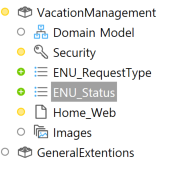 VacationManagement
Domain Model
Security
ENU_RequestType
ENU_Status
Home_Web
Images
GeneralExtentions